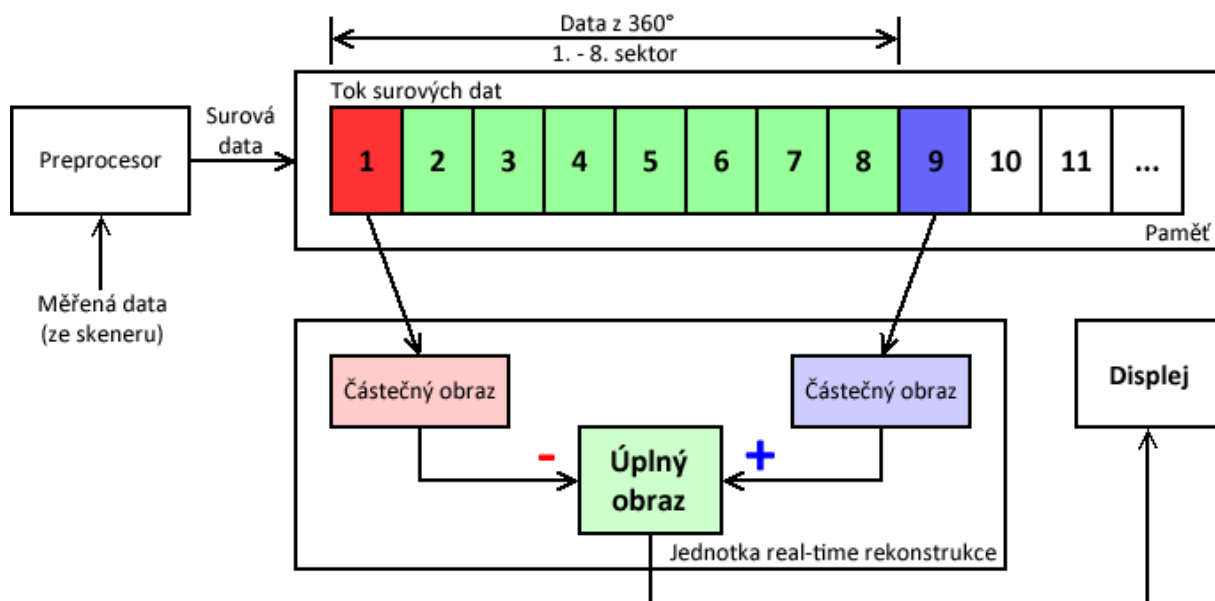 Data z 360°
1. - 8. sektor
Tok surových dat
Surová
data
Preprocesor
1 2 3 4 5 6 7 8 9 10 11 ...
Paměť
Měřená data
(ze skeneru)
Částečný obraz
Částečný obraz
Displej
- +
Úplný
obraz
Jednotka real-time rekonstrukce